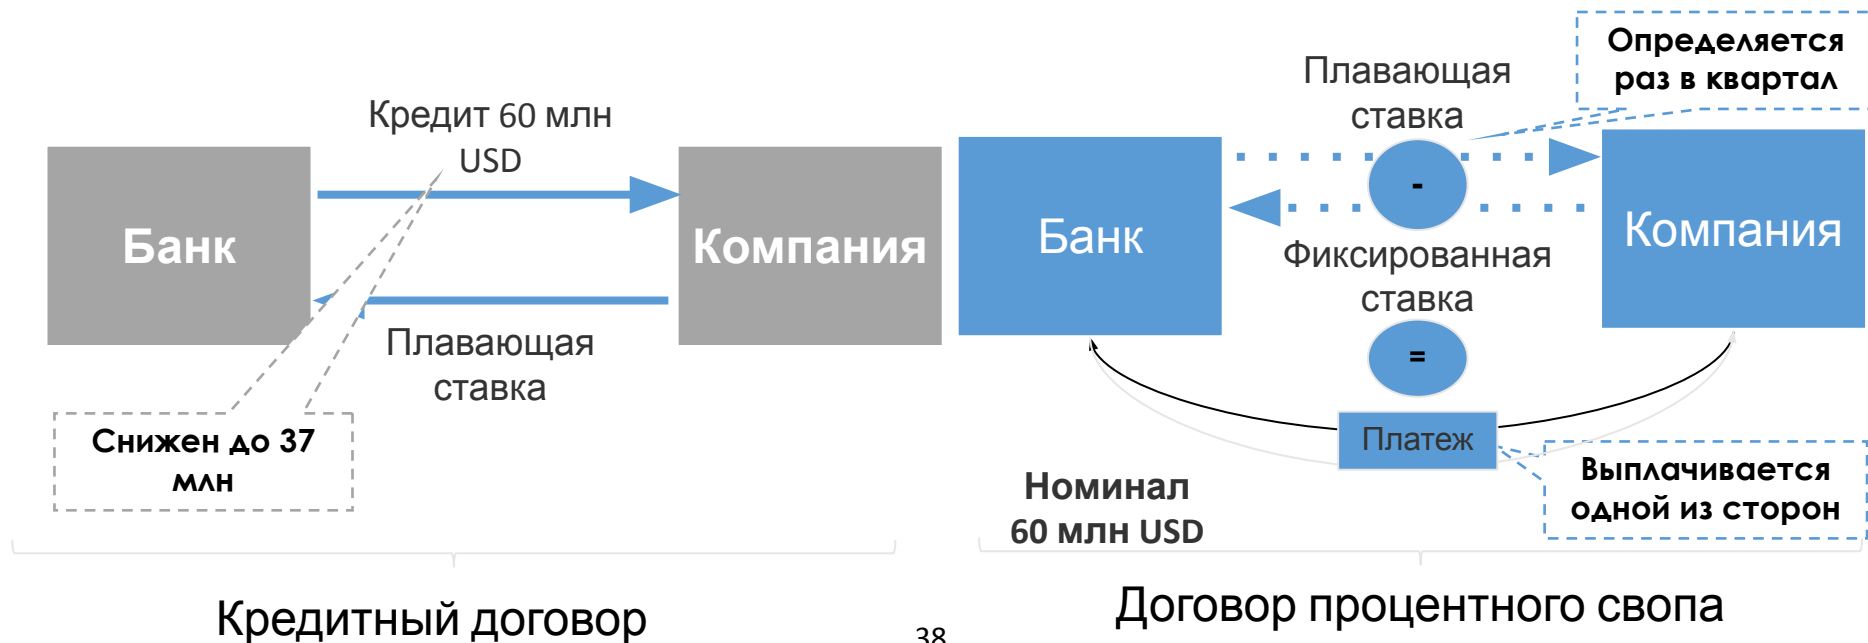 Кредит 60 млн
USD
Банк
Компания
Плавающая
ставка
Снижен до 37
млн
Кредитный договор
Определяется
раз в квартал
Плавающая
ставка
-
Банк
Компания
Фиксированная
ставка
=
Платеж
Выплачивается
одной из сторон
Номинал
60 млн USD
Договор процентного свопа
38